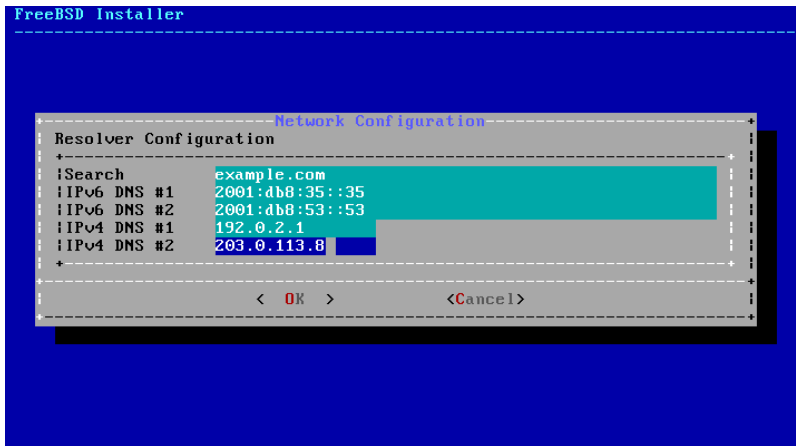 FreeBSD Installer
Network Configuration
Resolver Configuration
Search example.com
IPv6 DNS #1 2001:db8:35::35
IPv6 DNS #2 2001:db8:53::53
IPv4 DNS #1 192.0.2.1
IPv4 DNS #2 203.0.113.8
< OK > <Cancel>